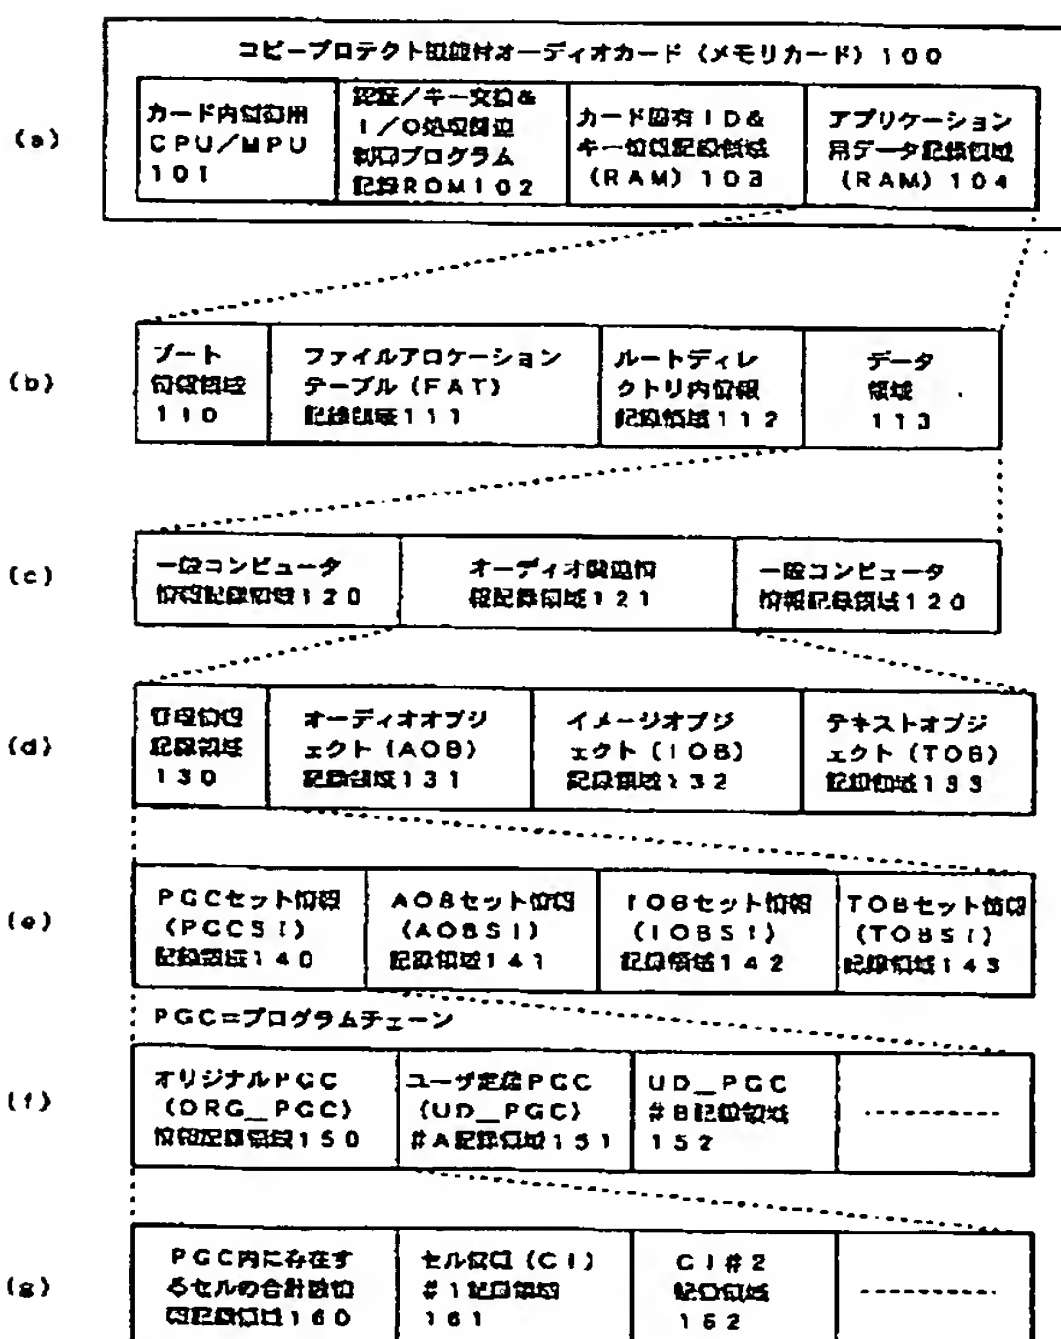 コピープロテクト機能付オーディオカード（メモリカード）100
(a)
カード内制御用
CPU/MPU
101
認証／キー交換&
I/O処理関連
制御プログラム
記録ROM102
カード固有ID&
キー情報記録領域
(RAM)103
アプリケーション
用データ記録領域
(RAM)104
(b)
ブート
情報領域
110
ファイルアロケーション
テーブル(FAT)
記録領域111
ルートディレ
クトリ内情報
記録領域112
データ
領域
113
(c)
一般コンピュータ
情報記録領域120
オーディオ関連情
報記録領域121
一般コンピュータ
情報記録領域120
(d)
管理情報
記録領域
130
オーディオオブジ
ェクト(AOB)
記録領域131
イメージオブジ
ェクト(IOB)
記録領域132
テキストオブジ
ェクト(TOB)
記録領域133
(e)
PGCセット情報
(PGCSI)
記録領域140
AOBセット情報
(AOBSI)
記録領域141
IOBセット情報
(IOBSI)
記録領域142
TOBセット情報
(TOBSI)
記録領域143
PGC=プログラムチェーン
(f)
オリジナルPGC
(ORG_PGC)
情報記録領域150
ユーザ定義PGC
(UD_PGC)
#A記録領域151
UD_PGC
#B記録領域
152
(g)
PGC内に存在す
るセルの合計数情
報記録領域160
セル情報(CI)
#1記録領域
161
CI#2
記録領域
162